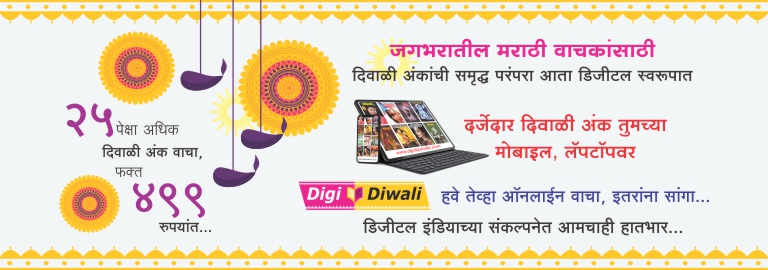 जगभरातील मराठी वाचकांसाठी
दिवाळी अंकांची समृद्ध परंपरा आता डिजीटल स्वरूपात
२५ पेक्षा अधिक
दिवाळी अंक वाचा,
फक्त
४९९
रुपयांत...
दर्जेदार दिवाळी अंक तुमच्या
मोबाइल, लॅपटॉपवर
Digi Diwali
हवे तेव्हा ऑनलाईन वाचा, इतरांना सांगा...
डिजीटल इंडियाच्या संकल्पनेत आमचाही हातभार...